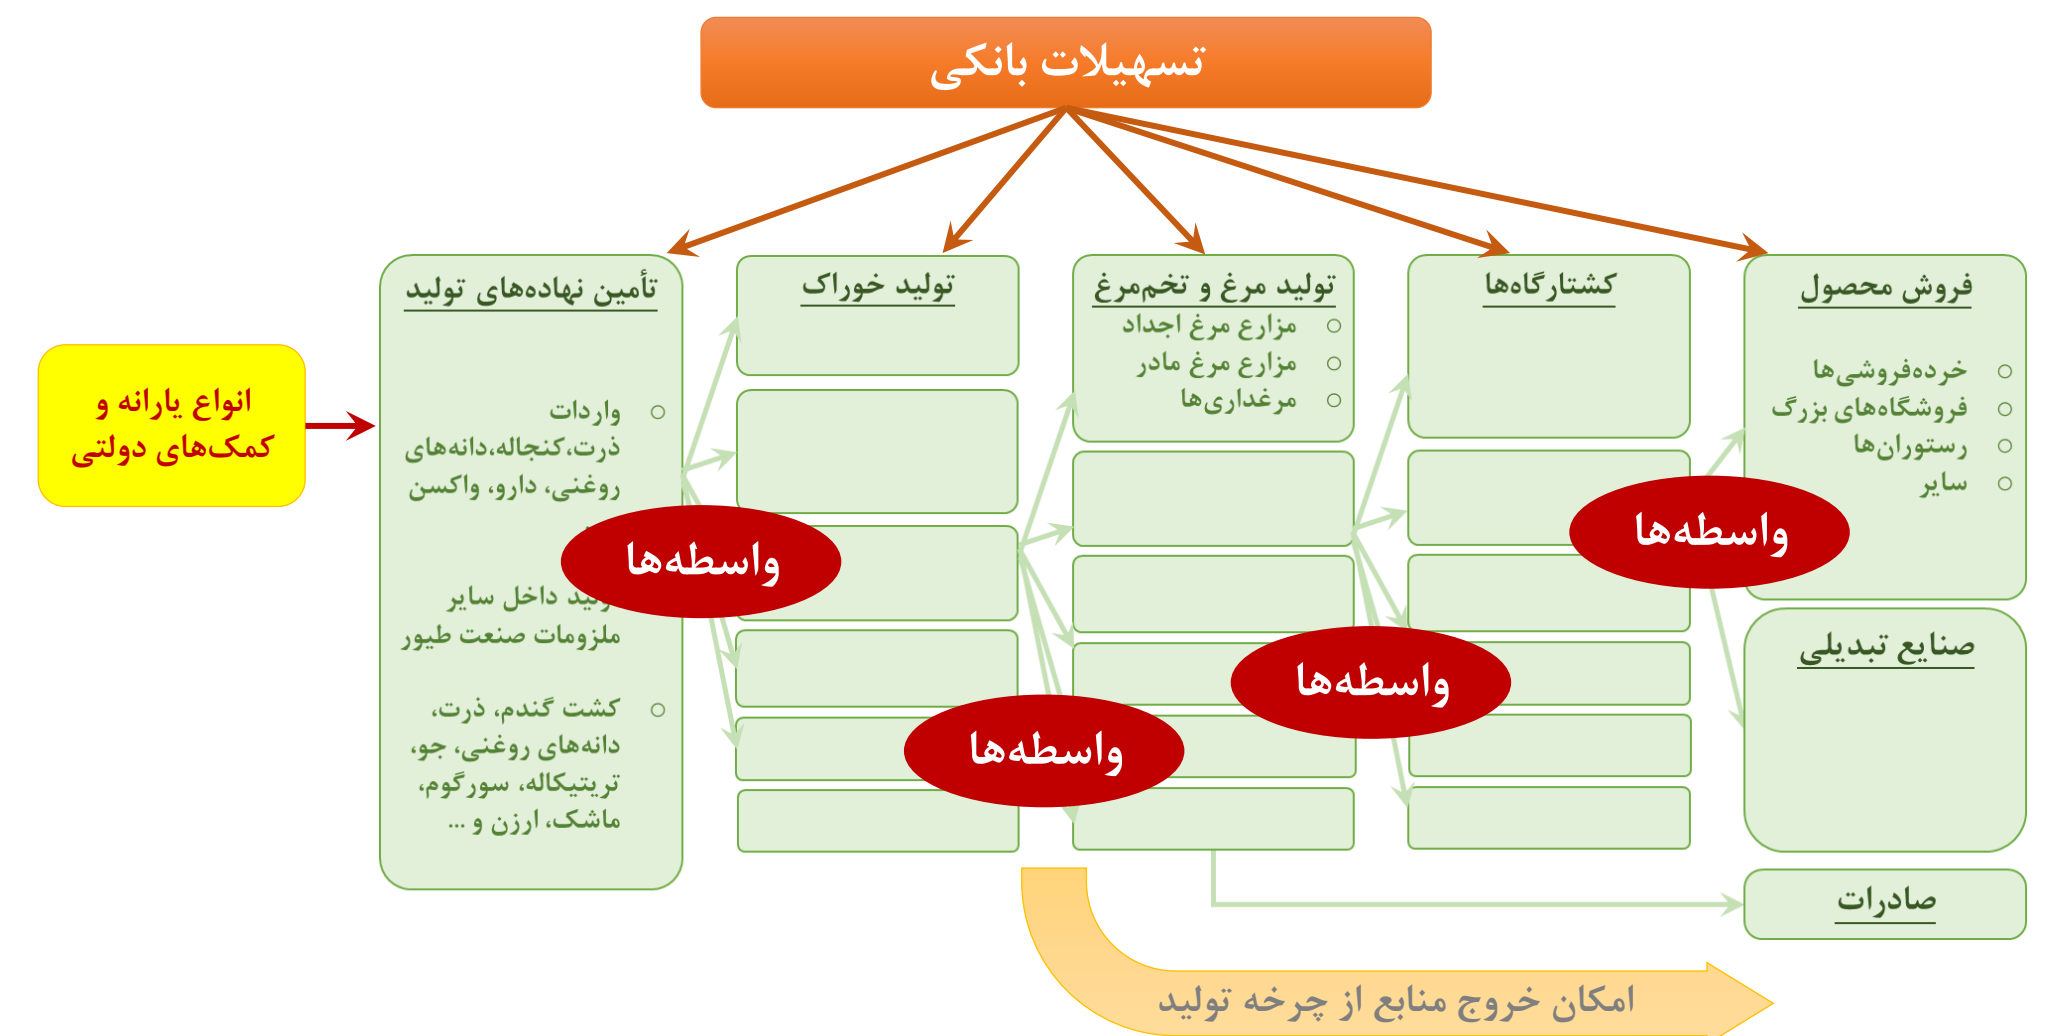 تسهیلات بانکی
انواع یارانه و
کمک‌های دولتی
تأمین نهاده‌های تولید
واردات
ذرت،کنجاله،دانه‌های
روغنی، دارو، واکسن
داخل سایر
ملزومات صنعت طیور
کشت گندم، ذرت،
دانه‌های روغنی، جو،
تریتیکاله، سورگوم،
ماشک، ارزن و ...
واسطه‌ها
تولید خوراک
واسطه‌ها
تولید مرغ و تخم‌مرغ
مزارع مرغ اجداد
مزارع مرغ مادر
مرغداری‌ها
واسطه‌ها
کشتارگاه‌ها
واسطه‌ها
فروش محصول
خرده‌فروشی‌ها
فروشگاه‌های بزرگ
رستوران‌ها
سایر
صنایع تبدیلی
صادرات
امکان خروج منابع از چرخه تولید